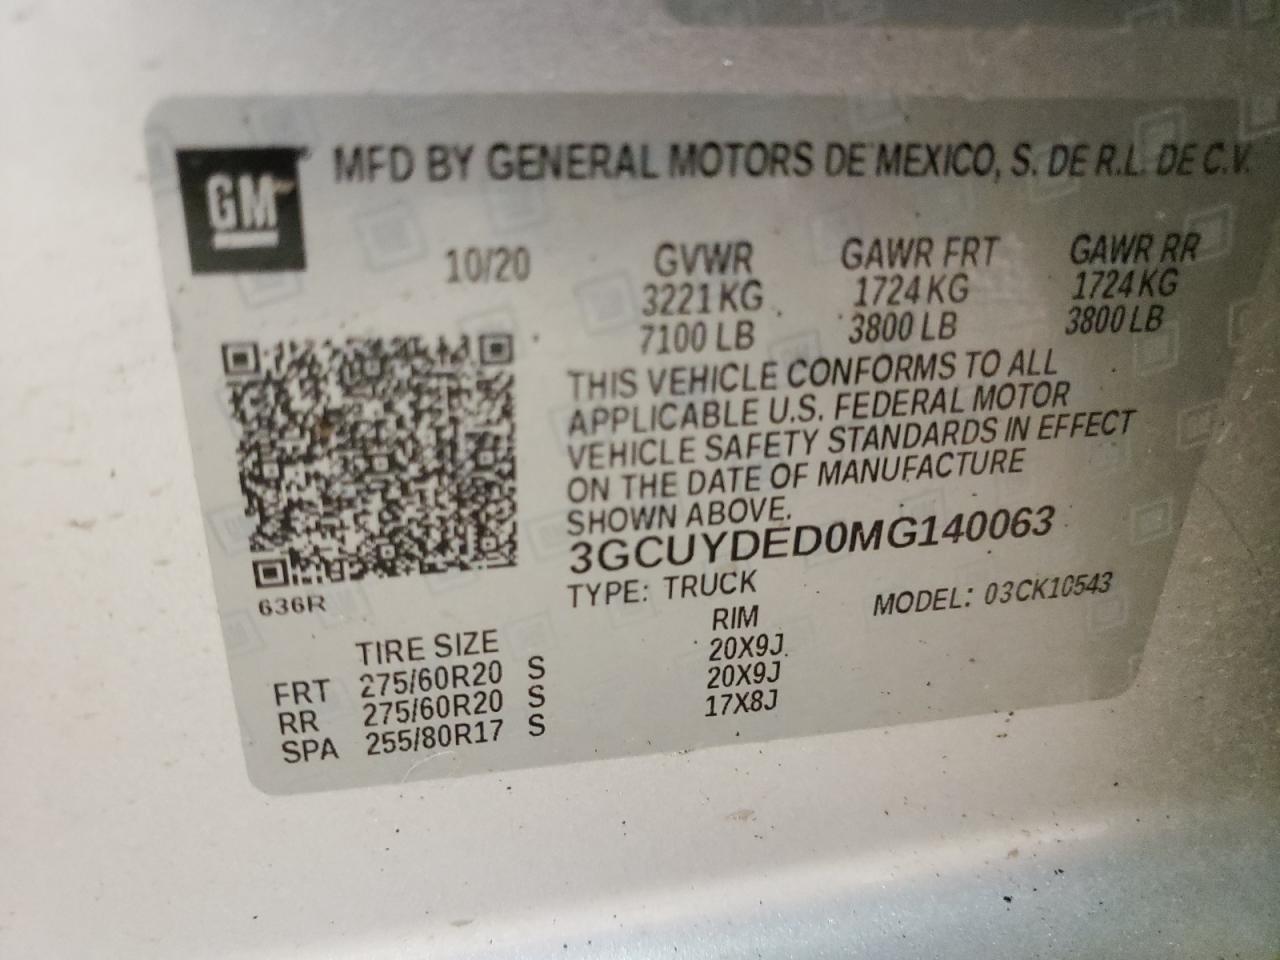 GM MFD BY GENERAL MOTORS DE MEXICO, S. DE R.L. DE C.V.
10/20 GVWR GAWR FRT GAWR RR
3221 KG 1724 KG 1724 KG
7100 LB 3800 LB 3800 LB
THIS VEHICLE CONFORMS TO ALL
APPLICABLE U.S. FEDERAL MOTOR
VEHICLE SAFETY STANDARDS IN EFFECT
ON THE DATE OF MANUFACTURE
SHOWN ABOVE.
3GCUYDED0MG140063
636R
TYPE: TRUCK MODEL: 03CK10543
TIRE SIZE RIM
FRT 275/60R20 S 20X9J
RR 275/60R20 S 20X9J
SPA 255/80R17 S 17X8J